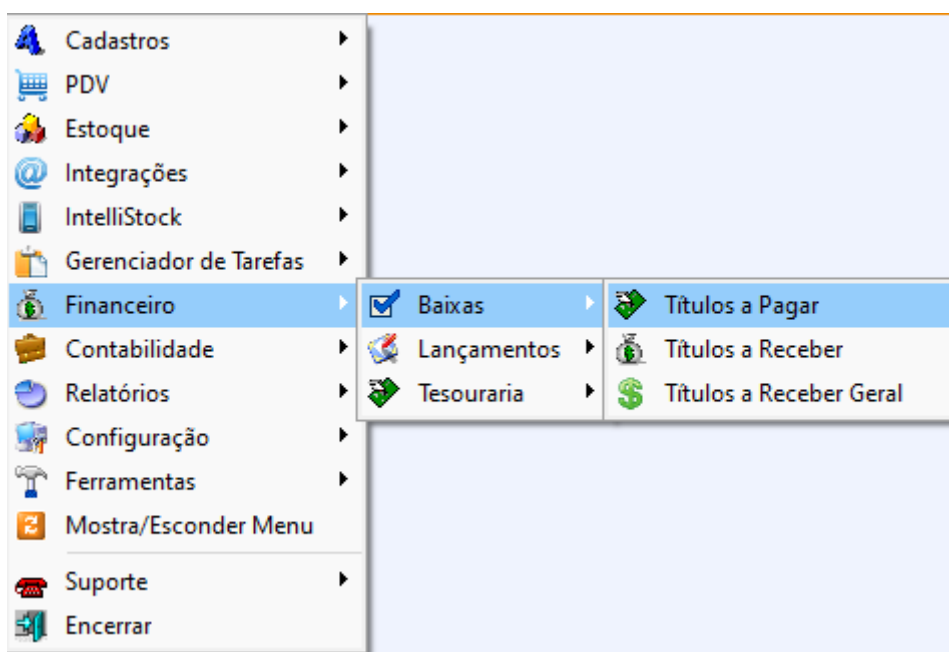 Cadastros
PDV
Estoque
Integrações
IntelliStock
Gerenciador de Tarefas
Financeiro
Baixas
Títulos a Pagar
Contabilidade
Lançamentos
Títulos a Receber
Relatórios
Tesouraria
Títulos a Receber Geral
Configuração
Ferramentas
Mostra/Esconder Menu
Suporte
Encerrar